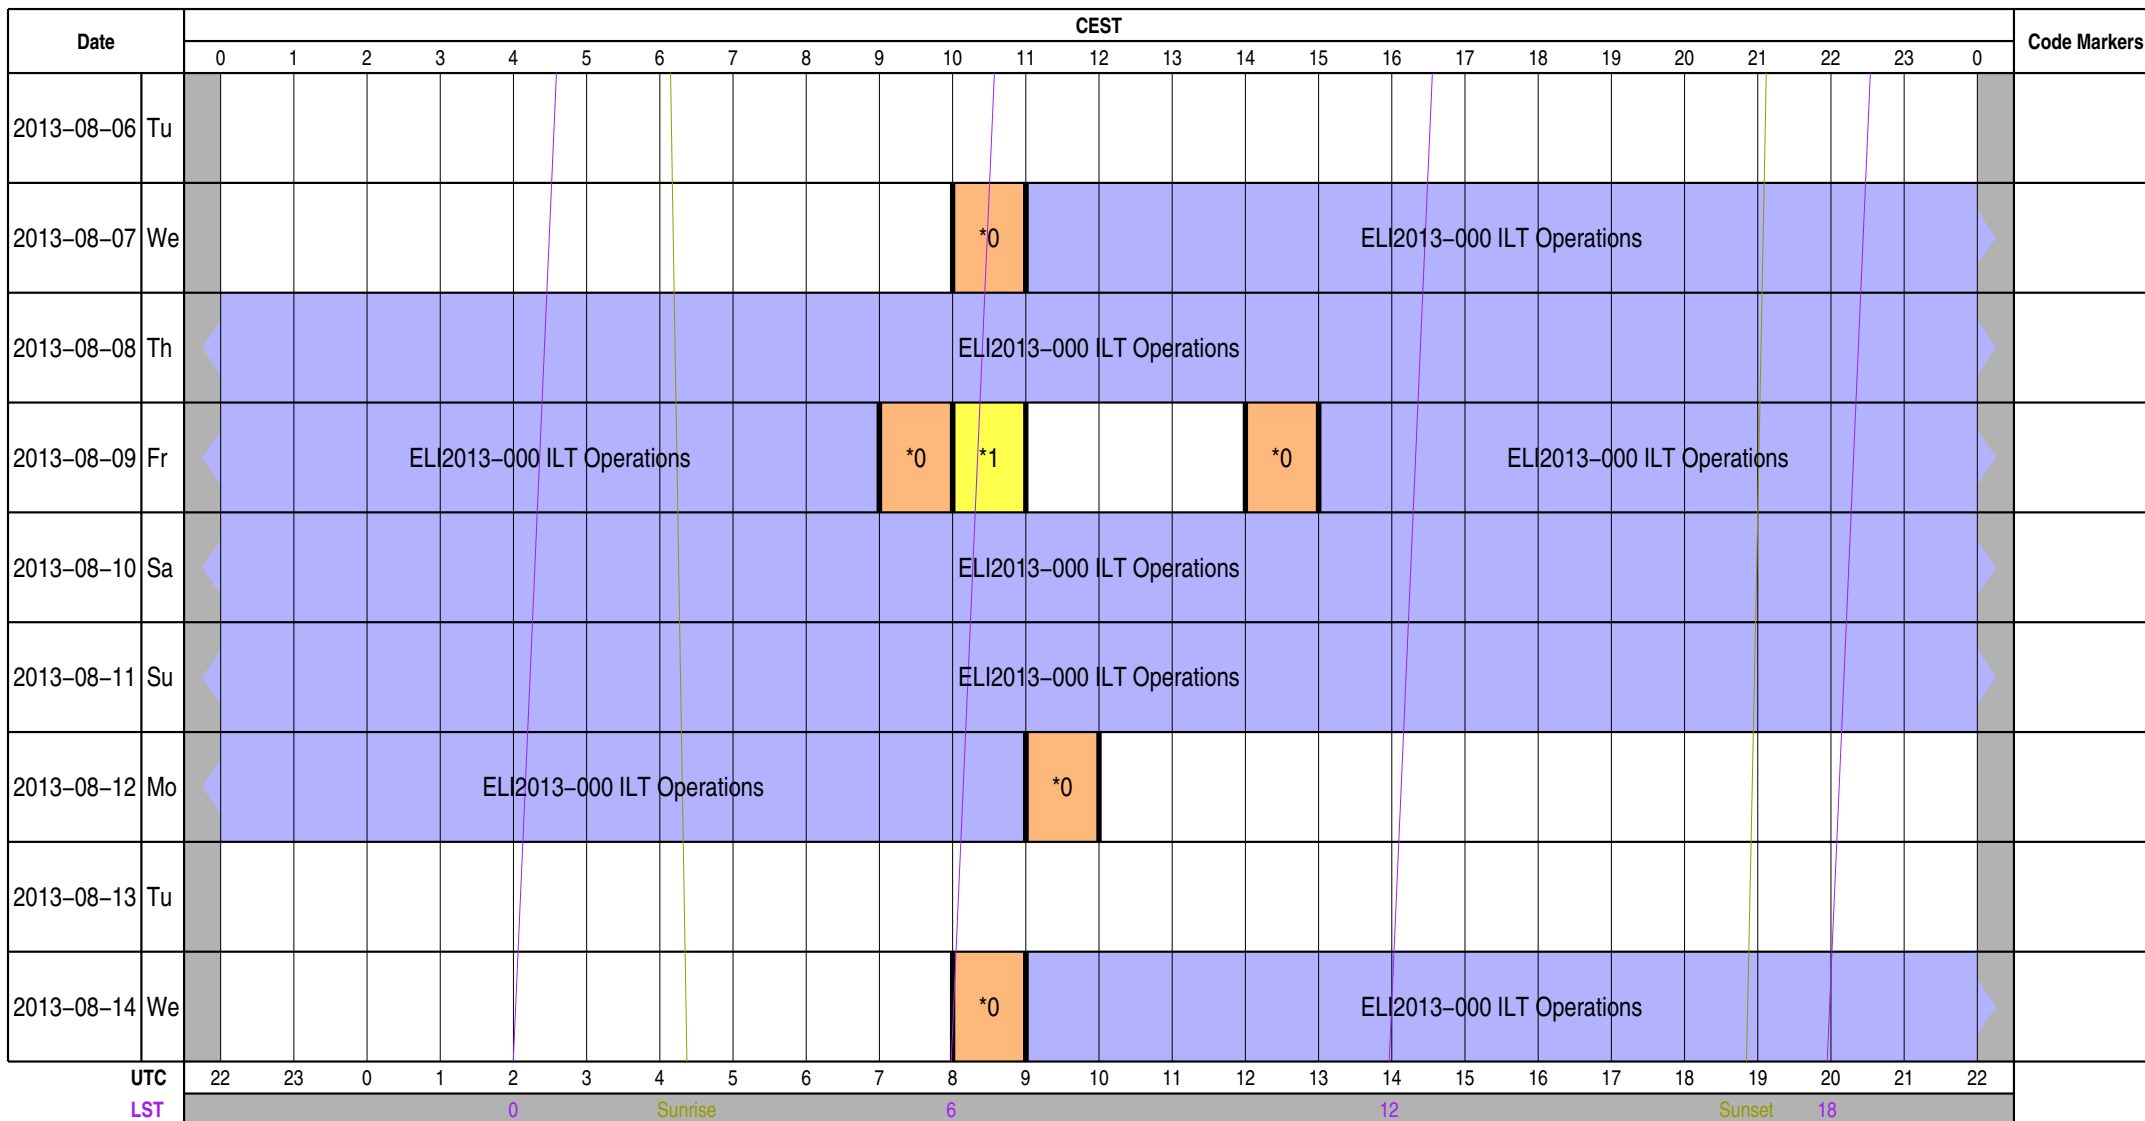 Date
CEST
Code Markers
0 1 2 3 4 5 6 7 8 9 10 11 12 13 14 15 16 17 18 19 20 21 22 23 0
2013−08−06 Tu
2013−08−07 We *0 ELI2013−000 ILT Operations
2013−08−08 Th ELI2013−000 ILT Operations
2013−08−09 Fr ELI2013−000 ILT Operations *0 *1 *0 ELI2013−000 ILT Operations
2013−08−10 Sa ELI2013−000 ILT Operations
2013−08−11 Su ELI2013−000 ILT Operations
2013−08−12 Mo ELI2013−000 ILT Operations *0
2013−08−13 Tu
2013−08−14 We *0 ELI2013−000 ILT Operations
UTC 22 23 0 1 2 3 4 5 6 7 8 9 10 11 12 13 14 15 16 17 18 19 20 21 22
LST 0 Sunrise 6 12 Sunset 18